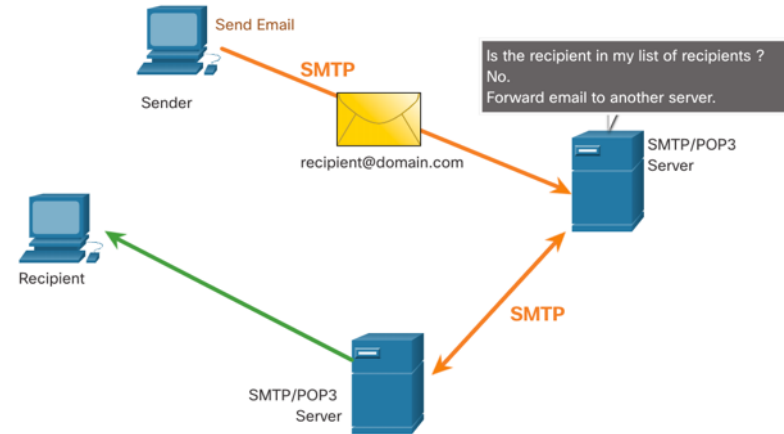 Send Email
SMTP
Sender
recipient@domain.com
Is the recipient in my list of recipients ?
No.
Forward email to another server.
SMTP/POP3
Server
Recipient
SMTP
SMTP/POP3
Server